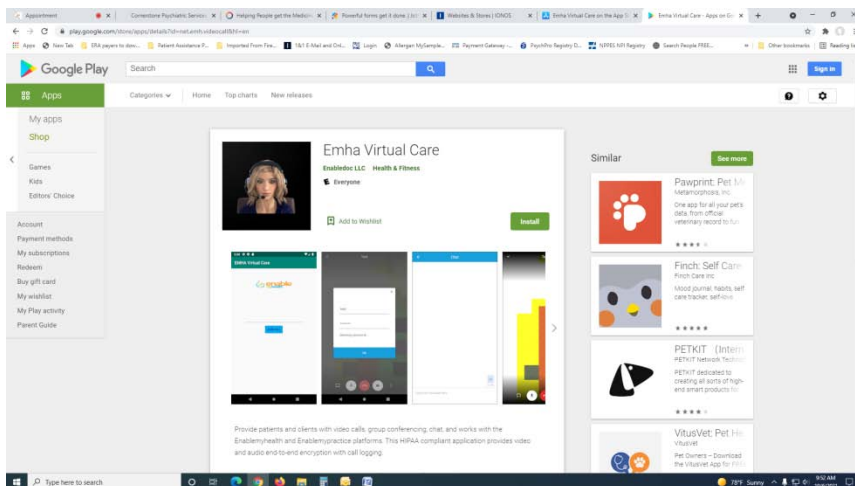 Appointment
Cornerstone Psychiatric Service
Helping People get the Medicin
Powerful forms get it done. | Jot
Websites & Stores | IONOS
Emha Virtual Care on the App S
Emha Virtual Care - Apps on Go
play.google.com/store/apps/details?id=net.emh.videocall&hl=en
Apps
New Tab
ERA payers to dow...
Patient Assistance P...
Imported From Fire...
1&1 E-Mail and Onl...
Login
Allergan MySample...
Payment Gateway -...
PsychPro Registry D...
NPPES NPI Registry
Search People FREE...
Other bookmarks
Reading list
Google Play
Search
Sign in
Apps
Categories
Home
Top charts
New releases
My apps
Shop
Games
Kids
Editors' Choice
Account
Payment methods
My subscriptions
Redeem
Buy gift card
My wishlist
My Play activity
Parent Guide
Emha Virtual Care
Enabledoc LLC Health & Fitness
Everyone
Add to Wishlist
Install
EMHA Virtual Care
enable
Chat
Provide patients and clients with video calls, group conferencing, chat, and works with the
Enablemyhealth and Enablemypractice platforms. This HIPAA compliant application provides video
and audio end-to-end encryption with call logging.
Similar
See more
Pawprint: Pet M
Metamorphosis, Inc.
One app for all your pet's
data, from official
veterinary record to fun
Finch: Self Care
Finch Care Inc
Mood journal, habits, self
care tracker, self-love
PETKIT (Intern
PETKIT Network Techno
PETKIT dedicated to
creating all sorts of high-
end smart products for
VitusVet: Pet He
VitusVet
Pet Owners – Download
the VitusVet App for FREE
Type here to search
78°F Sunny
9:52 AM